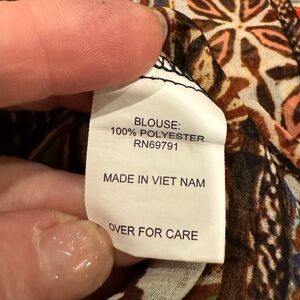 BLOUSE:
100% POLYESTER
RN69791
MADE IN VIET NAM
OVER FOR CARE